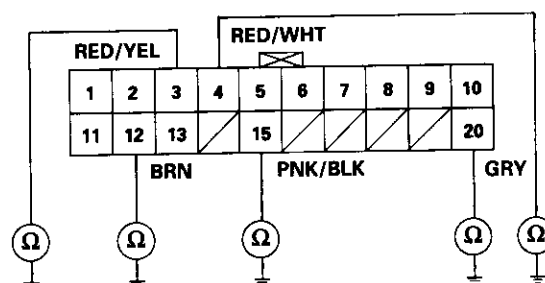 RED/WHT
RED/YEL
1 2 3 4 5 6 7 8 9 10
11 12 13 15 20
BRN PNK/BLK GRY
Ω Ω Ω Ω Ω